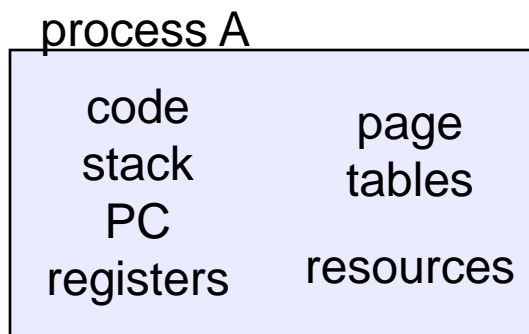 process A
code
stack
PC
registers
page
tables
resources